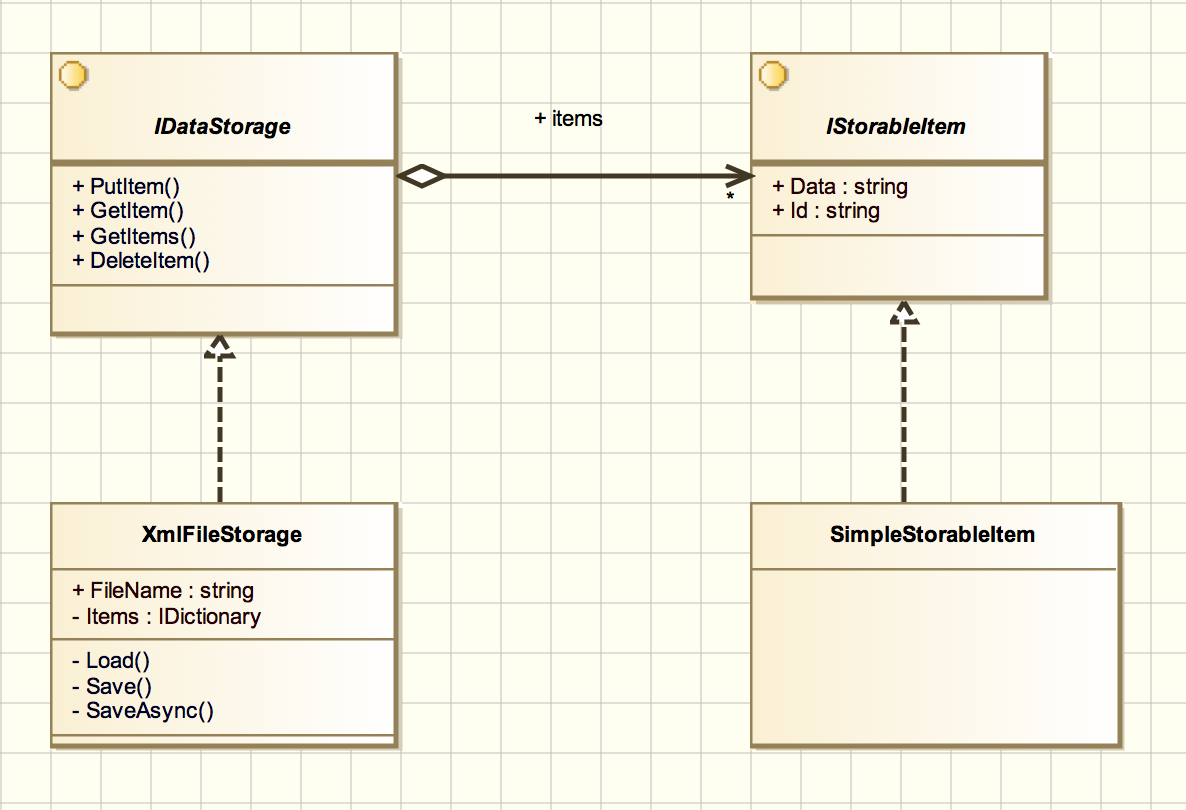 IDataStorage
+ PutItem()
+ GetItem()
+ GetItems()
+ DeleteItem()
+ items
*
IStorableItem
+ Data : string
+ Id : string
XmlFileStorage
+ FileName : string
- Items : IDictionary
- Load()
- Save()
- SaveAsync()
SimpleStorableItem